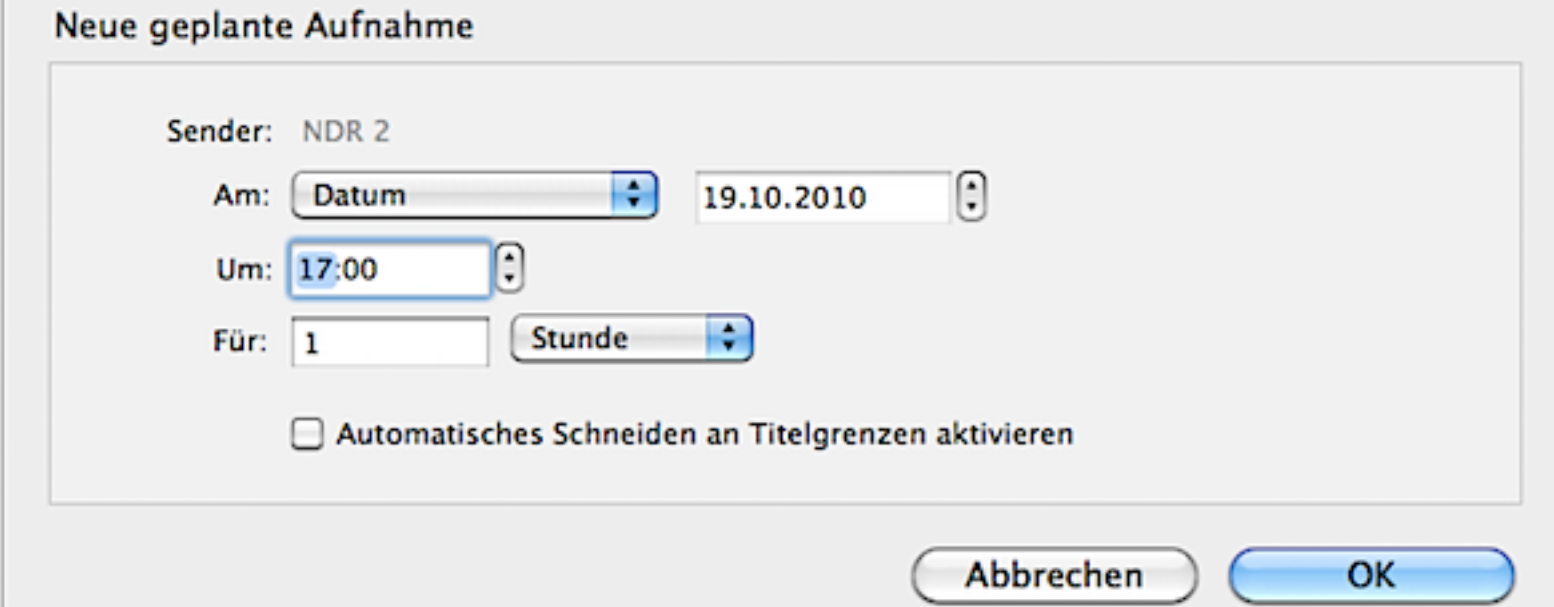 Neue geplante Aufnahme
Sender: NDR 2
Am: Datum 19.10.2010
Um: 17:00
Für: 1 Stunde
Automatisches Schneiden an Titelgrenzen aktivieren
Abbrechen OK